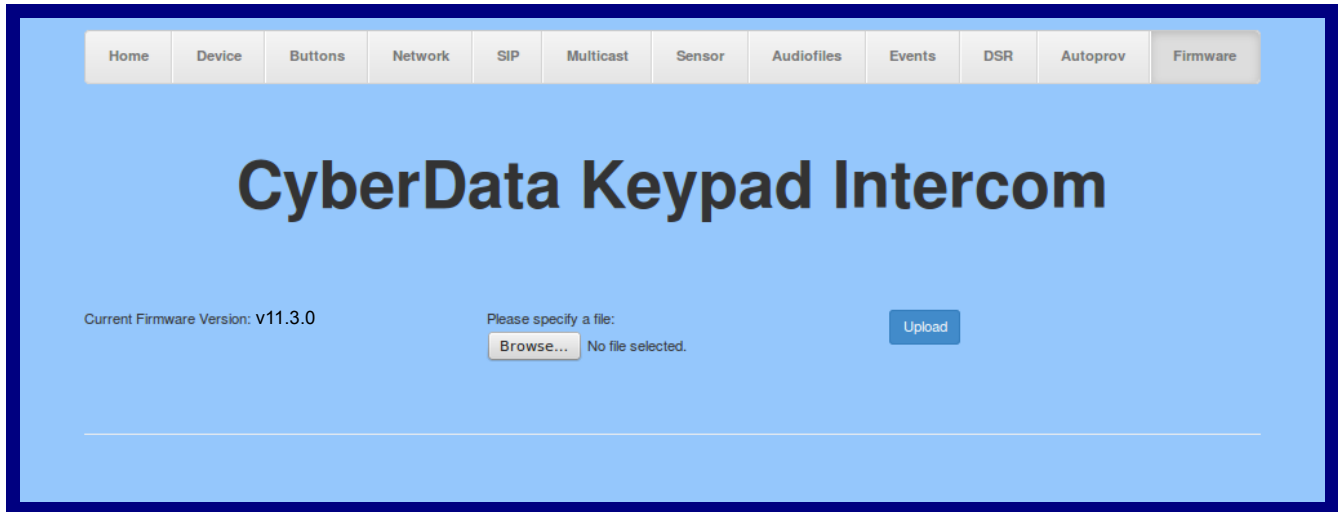 Home Device Buttons Network SIP Multicast Sensor Audiofiles Events DSR Autoprov Firmware
CyberData Keypad Intercom
Current Firmware Version: v11.3.0
Please specify a file:
Browse... No file selected.
Upload